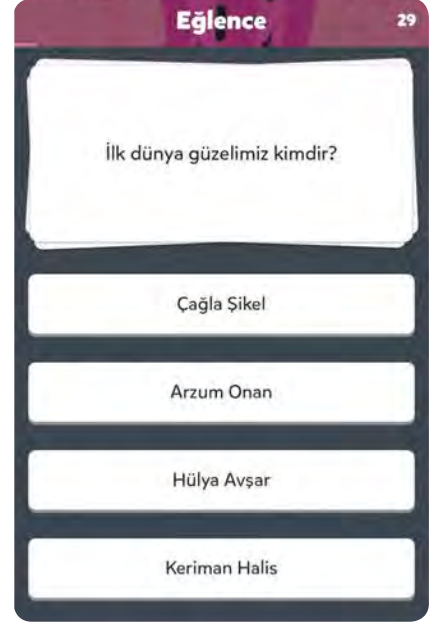 Eğlence 29
İlk dünya güzelimiz kimdir?
Çağla Şikel
Arzum Onan
Hülya Avşar
Keriman Halis